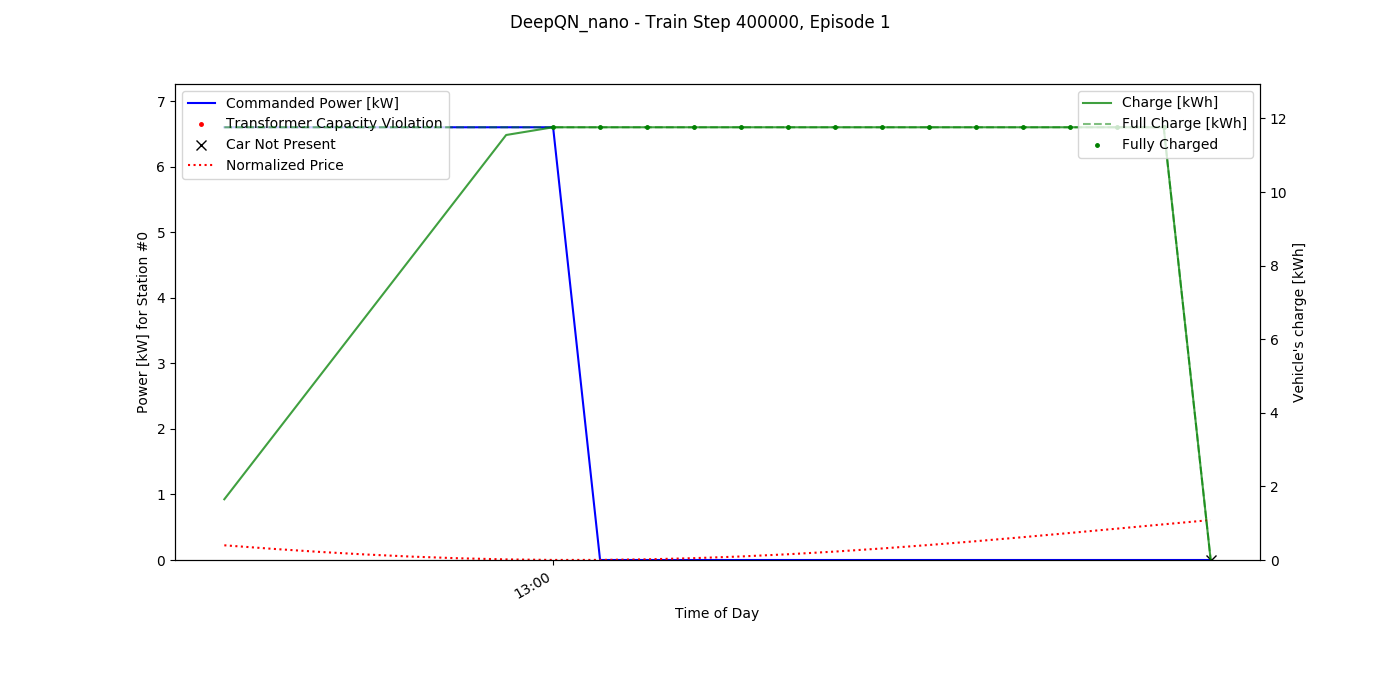 DeepQN_nano - Train Step 400000, Episode 1
Commanded Power [kW]
Transformer Capacity Violation
Car Not Present
Normalized Price
Charge [kWh]
Full Charge [kWh]
Fully Charged
7
6
5
4
3
2
1
0
Power [kW] for Station #0
12
10
8
6
4
2
0
Vehicle's charge [kWh]
13:00
Time of Day